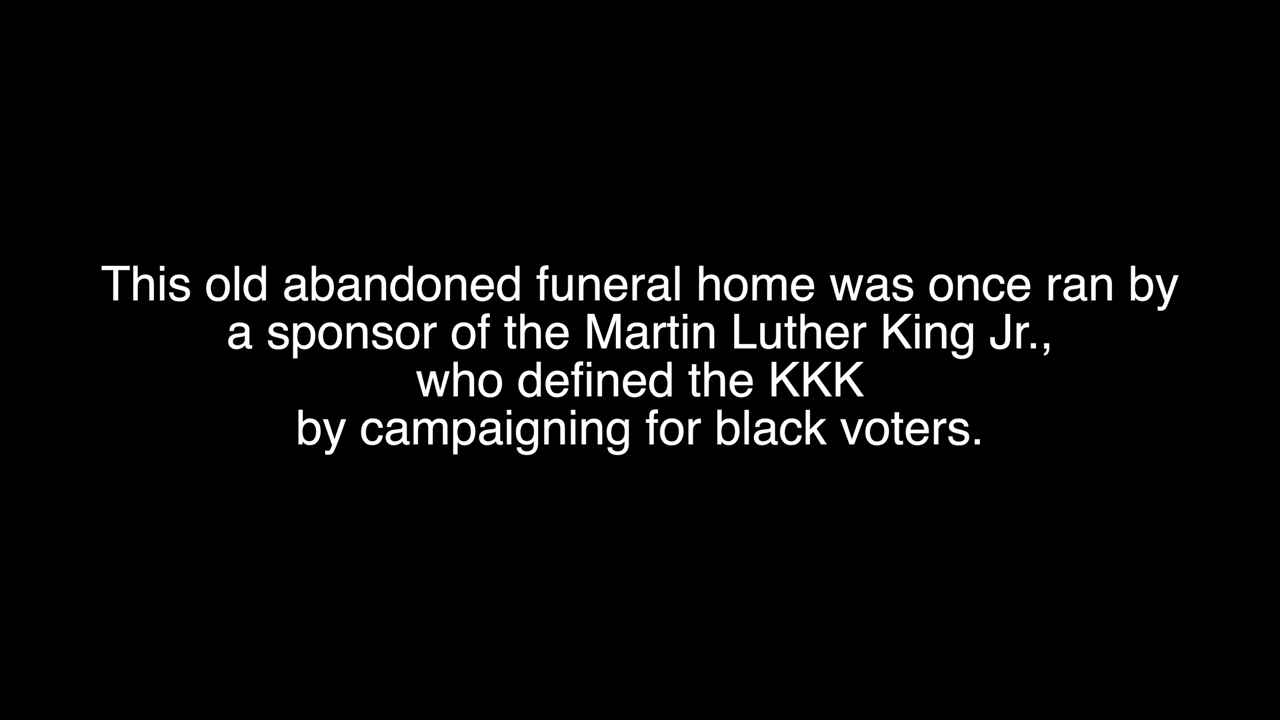 This old abandoned funeral home was once ran by
a sponsor of the Martin Luther King Jr.,
who defined the KKK
by campaigning for black voters.